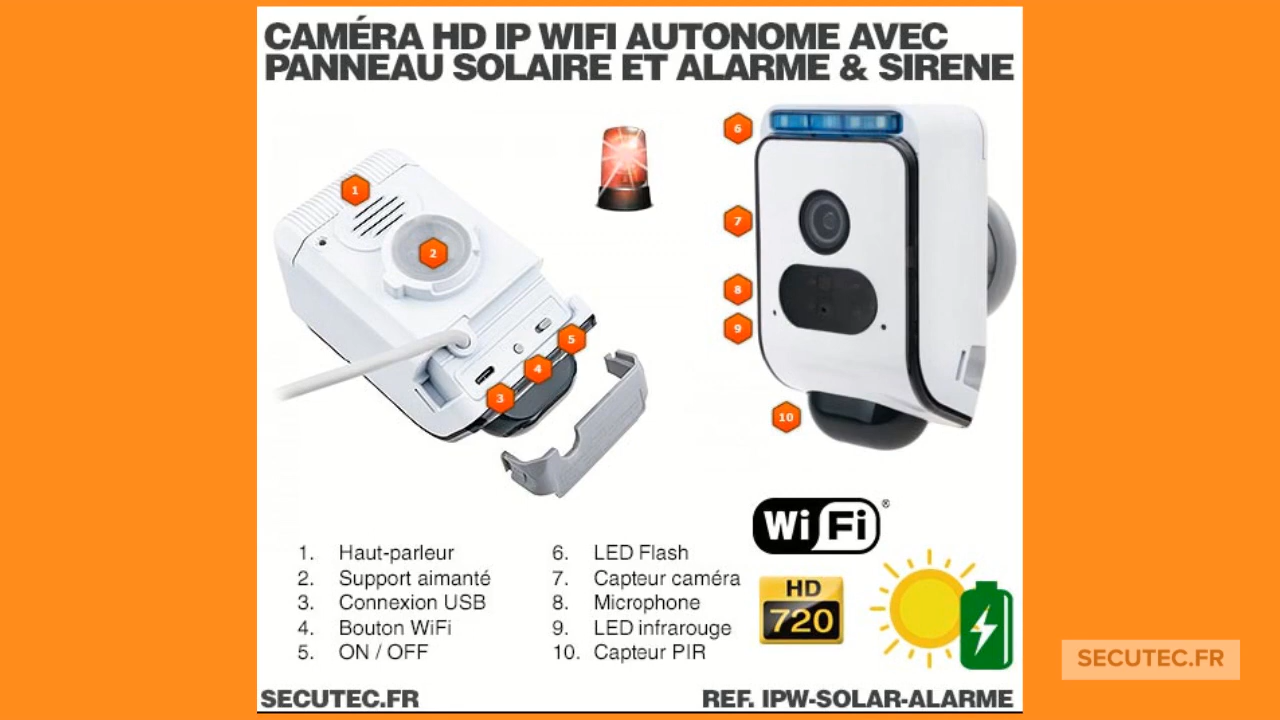 CAMÉRA HD IP WIFI AUTONOME AVEC
PANNEAU SOLAIRE ET ALARME & SIRENE
1
2
3
4
5
6
7
8
9
10
1. Haut-parleur
2. Support aimanté
3. Connexion USB
4. Bouton WiFi
5. ON / OFF
6. LED Flash
7. Capteur caméra
8. Microphone
9. LED infrarouge
10. Capteur PIR
Wi Fi ®
HD
720
SECUTEC.FR
SECUTEC.FR
REF. IPW-SOLAR-ALARME